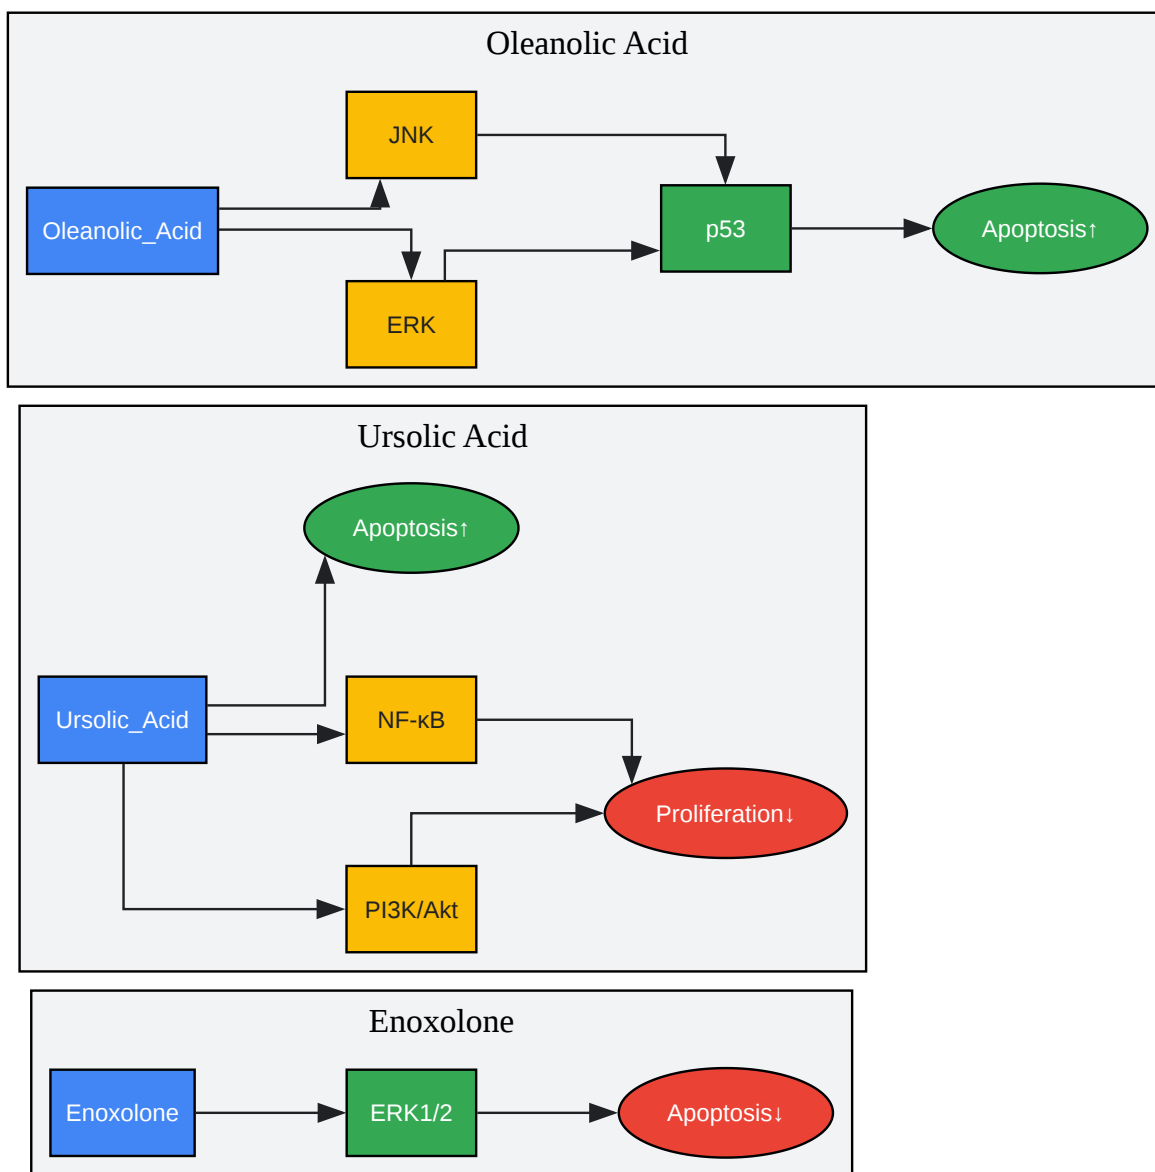 Oleanolic Acid
JNK
Oleanolic_Acid
p53
Apoptosis↑
ERK
Ursolic Acid
Apoptosis↑
Ursolic_Acid
NF-κB
Proliferation↓
PI3K/Akt
Enoxolone
Enoxolone
ERK1/2
Apoptosis↓